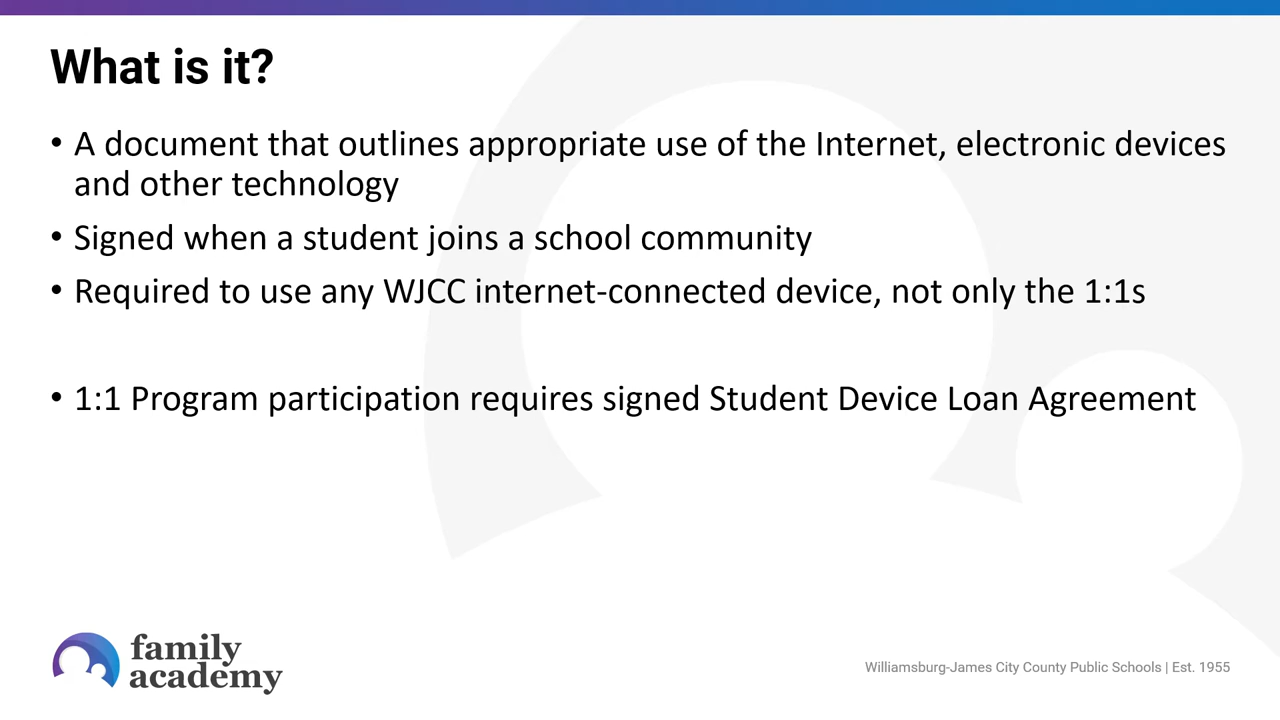 What is it?
• A document that outlines appropriate use of the Internet, electronic devices
and other technology
• Signed when a student joins a school community
• Required to use any WJCC internet-connected device, not only the 1:1s
• 1:1 Program participation requires signed Student Device Loan Agreement
family
academy
Williamsburg-James City County Public Schools | Est. 1955